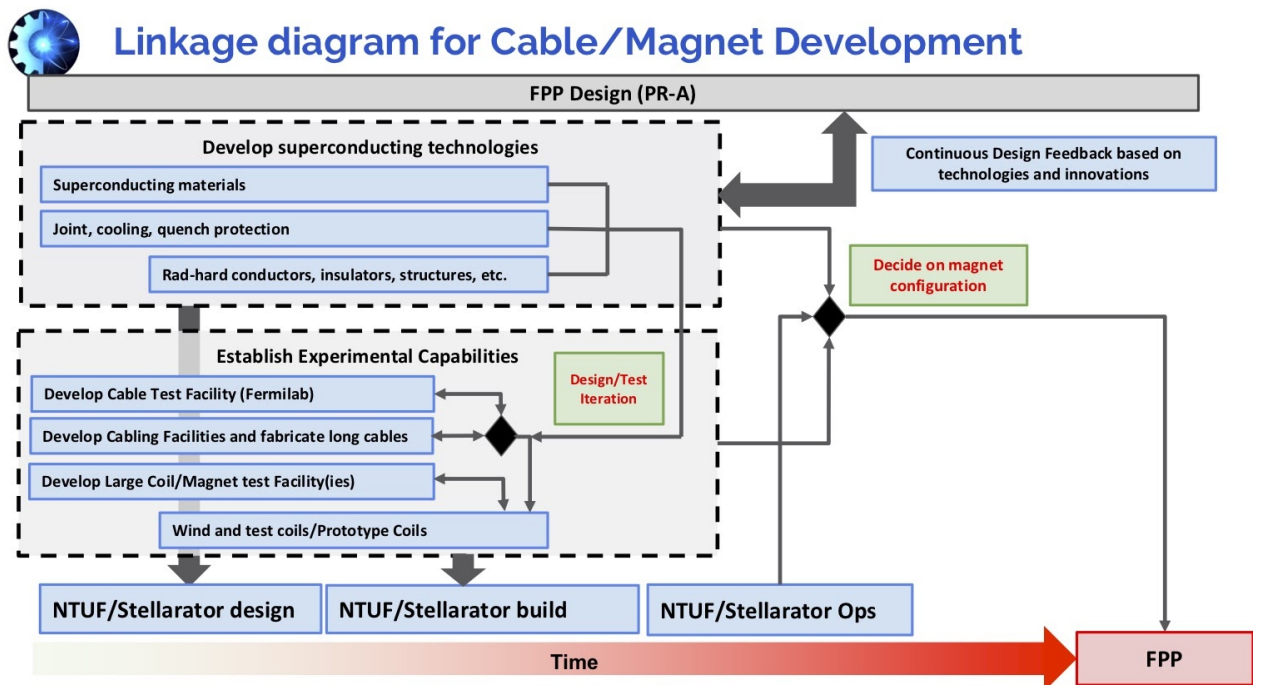 Linkage diagram for Cable/Magnet Development
FPP Design (PR-A)
Develop superconducting technologies
Superconducting materials
Joint, cooling, quench protection
Rad-hard conductors, insulators, structures, etc.
Continuous Design Feedback based on
technologies and innovations
Decide on magnet
configuration
Establish Experimental Capabilities
Develop Cable Test Facility (Fermilab)
Develop Cabling Facilities and fabricate long cables
Develop Large Coil/Magnet test Facility(ies)
Wind and test coils/Prototype Coils
Design/Test
Iteration
NTUF/Stellarator design
NTUF/Stellarator build
NTUF/Stellarator Ops
Time
FPP